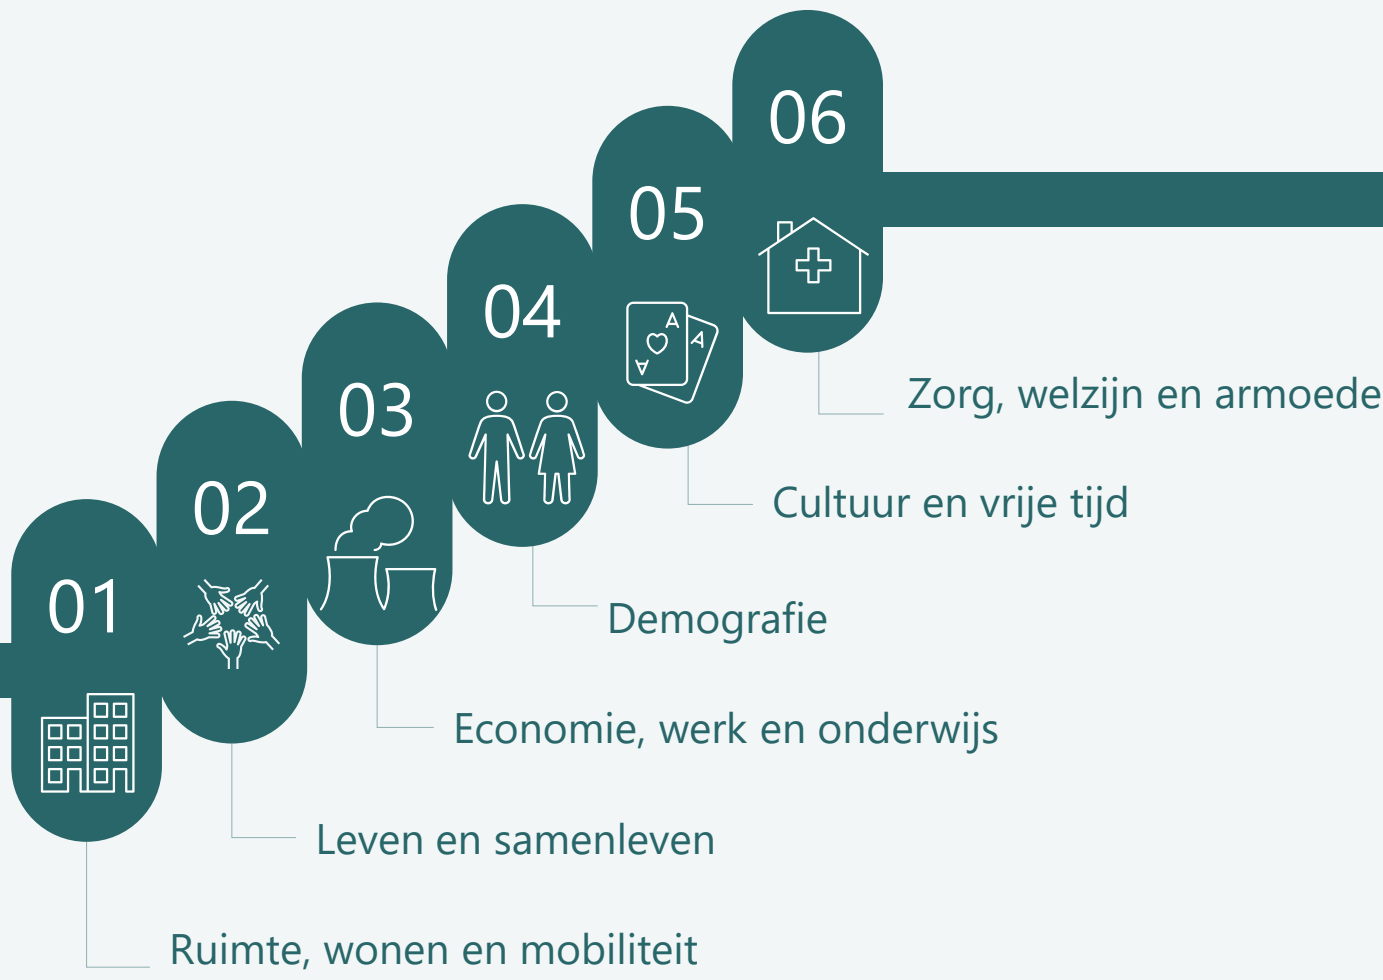 06
05
04
03
02
01
A
A
A
Zorg, welzijn en armoede
Cultuur en vrije tijd
Demografie
Economie, werk en onderwijs
Leven en samenleven
Ruimte, wonen en mobiliteit